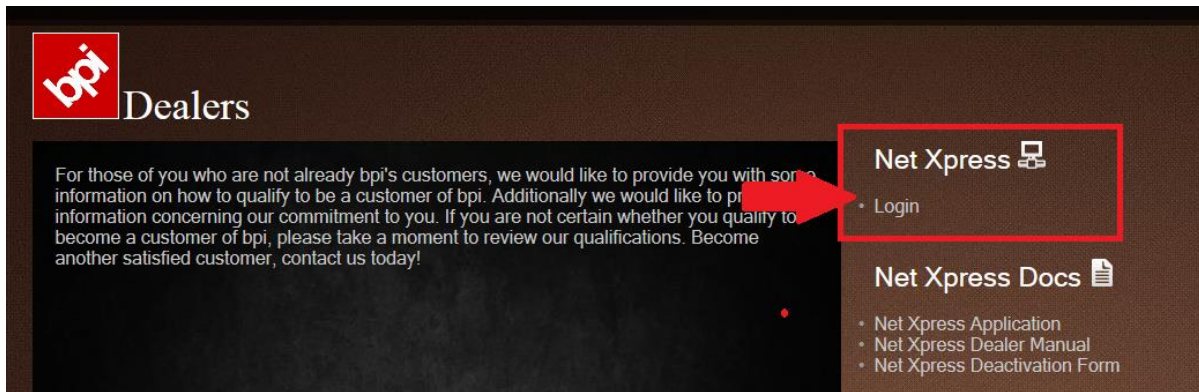 bpi
Dealers
For those of you who are not already bpi's customers, we would like to provide you with some
information on how to qualify to be a customer of bpi. Additionally we would like to
information concerning our commitment to you. If you are not certain whether you qualify to
become a customer of bpi, please take a moment to review our qualifications. Become
another satisfied customer, contact us today!
Net Xpress
• Login
Net Xpress Docs
• Net Xpress Application
• Net Xpress Dealer Manual
• Net Xpress Deactivation Form